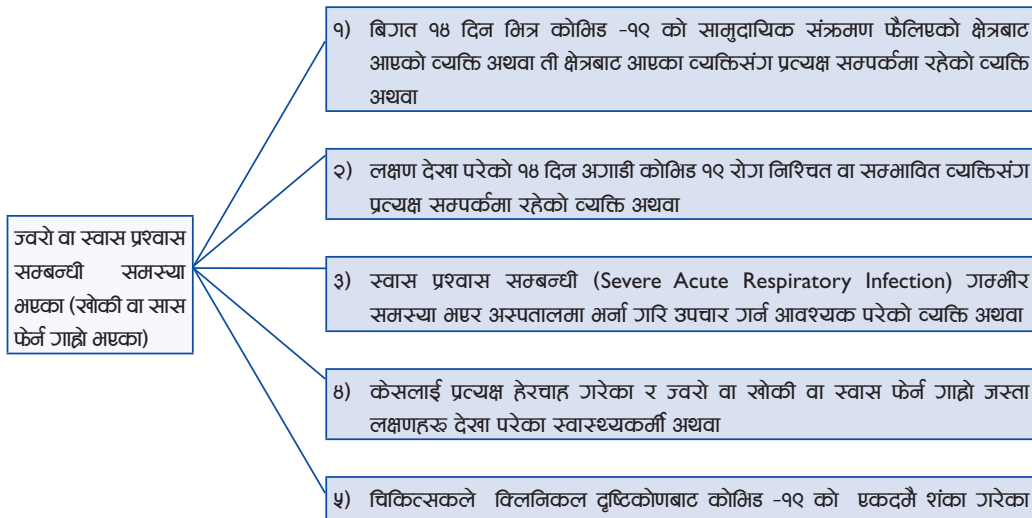 १) बिगत १४ दिन भित्र कोभिड -१९ को सामुदायिक संक्रमण फैलिएको क्षेत्रबाट
आएको व्यक्ति अथवा ती क्षेत्रबाट आएका व्यक्तिसंग प्रत्यक्ष सम्पर्कमा रहेको व्यक्ति
अथवा
२) लक्षण देखा परेको १४ दिन अगाडी कोभिड १९ रोग निश्चित वा सम्भावित व्यक्तिसंग
प्रत्यक्ष सम्पर्कमा रहेको व्यक्ति अथवा
ज्वरो वा स्वास प्रश्वास
सम्बन्धी समस्या
भएका (खोकी वा सास
फेर्न गाह्रो भएका)
३) स्वास प्रश्वास सम्बन्धी (Severe Acute Respiratory Infection) गम्भीर
समस्या भएर अस्पतालमा भर्ना गरि उपचार गर्न आवश्यक परेको व्यक्ति अथवा
४) केसलाई प्रत्यक्ष हेरचाह गरेका र ज्वरो वा खोकी वा स्वास फेर्न गाह्रो जस्ता
लक्षणहरु देखा परेका स्वास्थ्यकर्मी अथवा
५) चिकित्सकले क्लिनिकल दृष्टिकोणबाट कोभिड -१९ को एकदमै शंका गरेका